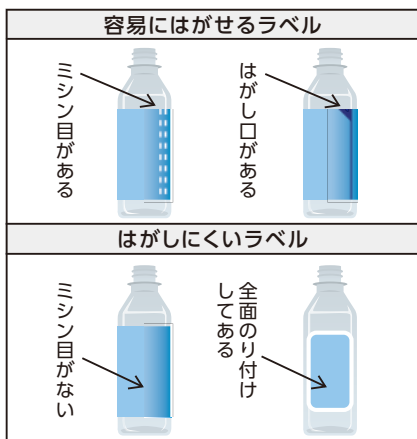 容易にはがせるラベル
ミシン目がある
はがし口がある
はがしにくいラベル
ミシン目がない
全面のり付け
してある